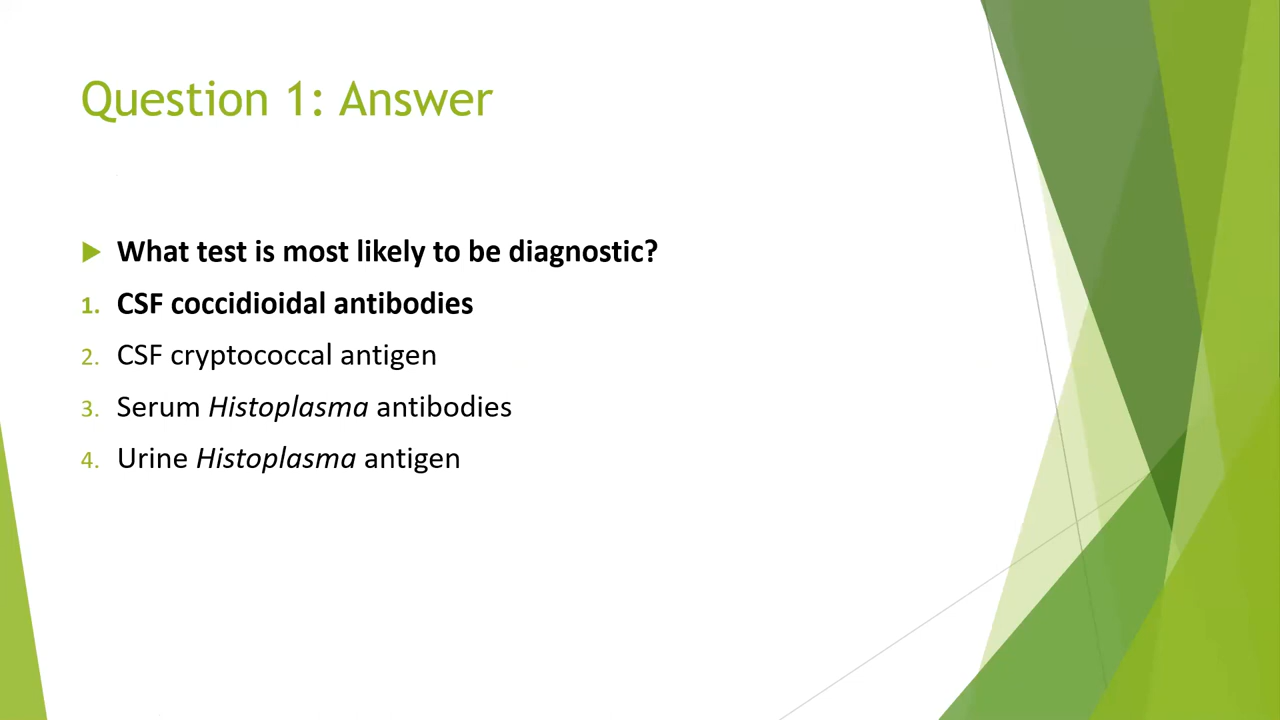 Question 1: Answer
What test is most likely to be diagnostic?
1. CSF coccidioidal antibodies
2. CSF cryptococcal antigen
3. Serum Histoplasma antibodies
4. Urine Histoplasma antigen